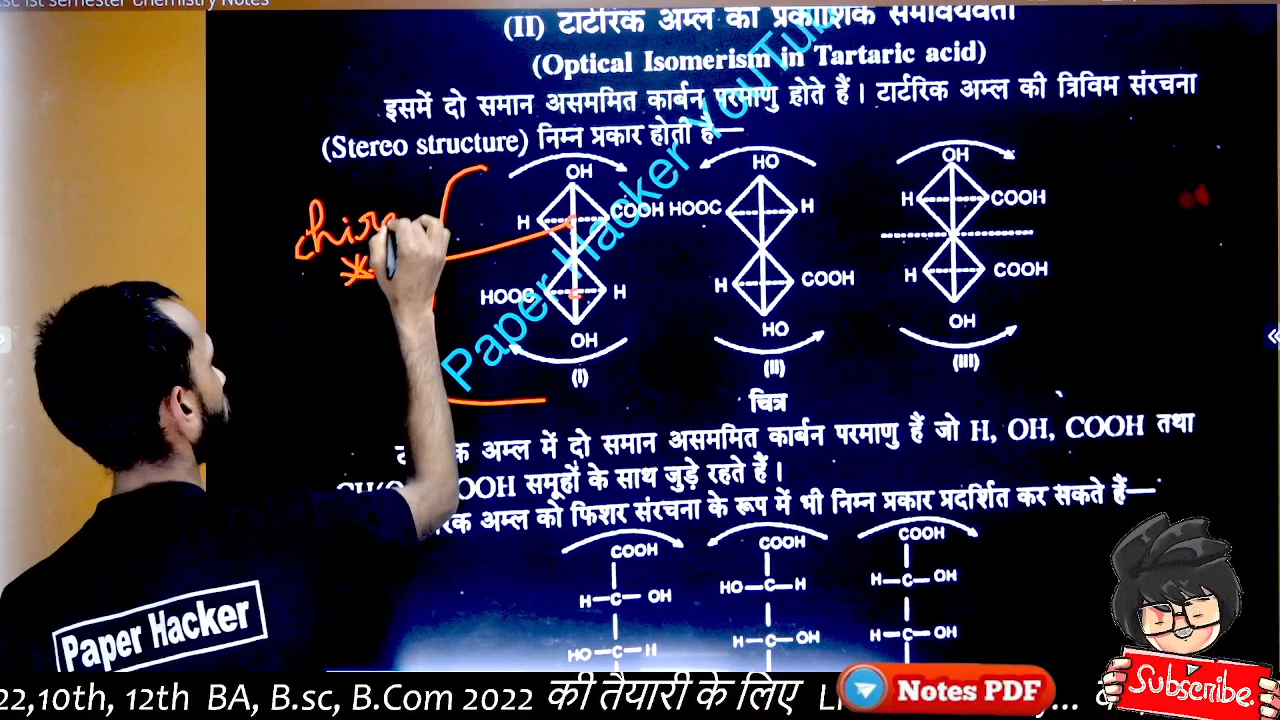 sc 1st semester Chemistry Notes
(II) टार्टरिक अम्ल की प्रकाशिक समावयवता
(Optical Isomerism in Tartaric acid)
इसमें दो समान असममित कार्बन परमाणु होते हैं। टार्टरिक अम्ल की त्रिविम संरचना
(Stereo structure) निम्न प्रकार होती है—
OH HO OH
H COOH HOOC H H COOH
HOOC H H COOH H COOH
OH HO OH
(I) (II) (III)
Paper Hacker YouTub
चित्र
क अम्ल में दो समान असममित कार्बन परमाणु हैं जो H, OH, COOH तथा
OOH समूहों के साथ जुड़े रहते हैं।
रिक अम्ल को फिशर संरचना के रूप में भी निम्न प्रकार प्रदर्शित कर सकते हैं—
COOH COOH COOH
H—C—OH HO—C—H H—C—OH
HO—C—H H—C—OH H—C—OH
Paper Hacker
22,10th, 12th BA, B.sc, B.Com 2022 की तैयारी के लिए
Notes PDF
Subscribe